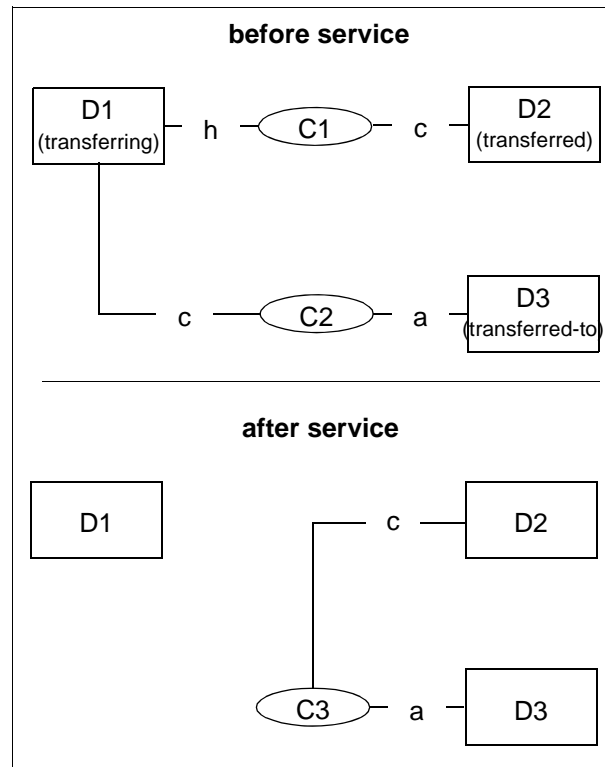 before service
D1
(transferring)
h
C1
c
D2
(transferred)
c
C2
a
D3
(transferred-to)
after service
D1
c
D2
C3
a
D3